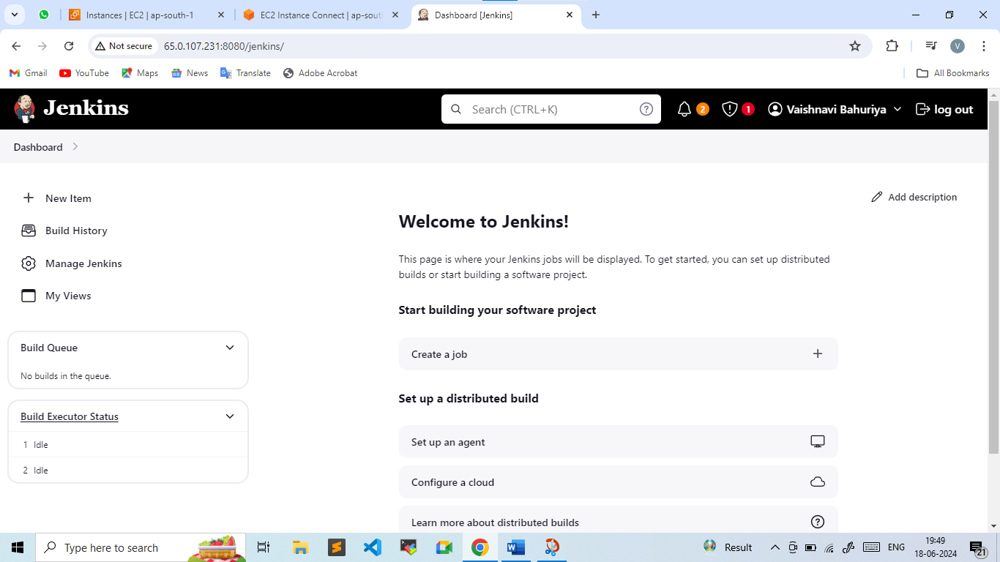 Instances | EC2 | ap-south-1
EC2 Instance Connect | ap-sout
Dashboard [Jenkins]
Not secure
65.0.107.231:8080/jenkins/
V
Gmail
YouTube
Maps
News
Translate
Adobe Acrobat
All Bookmarks
Jenkins
Search (CTRL+K)
2
1
Vaishnavi Bahuriya
log out
Dashboard
New Item
Build History
Manage Jenkins
My Views
Build Queue
No builds in the queue.
Build Executor Status
1 Idle
2 Idle
Add description
Welcome to Jenkins!
This page is where your Jenkins jobs will be displayed. To get started, you can set up distributed
builds or start building a software project.
Start building your software project
Create a job
Set up a distributed build
Set up an agent
Configure a cloud
Learn more about distributed builds
Type here to search
Result
ENG
19:49
18-06-2024
21